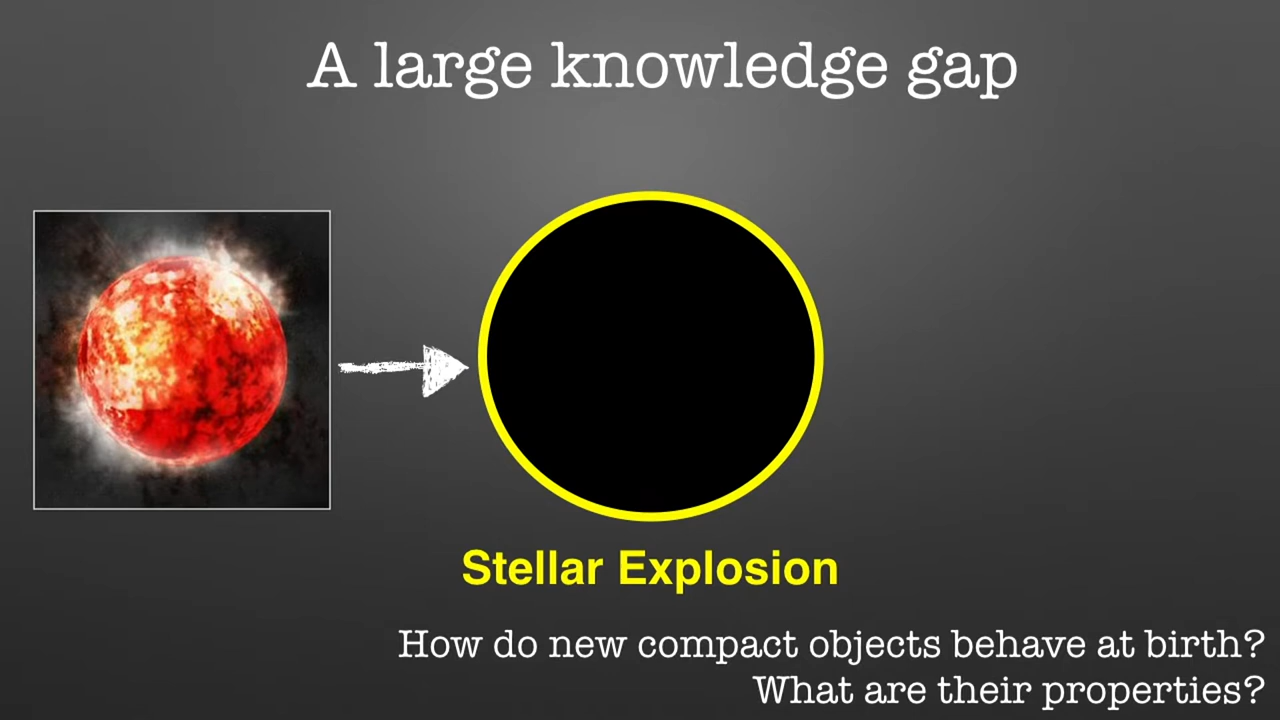 A large knowledge gap
Stellar Explosion
How do new compact objects behave at birth?
What are their properties?